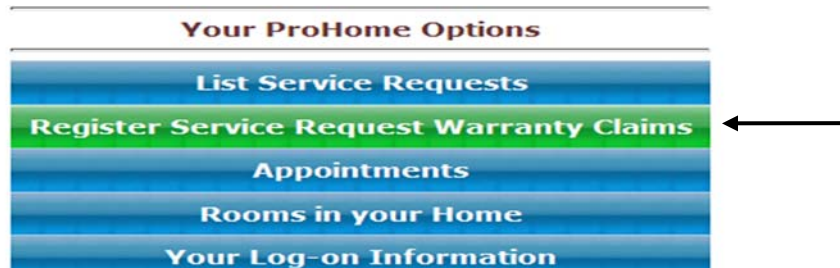 Your ProHome Options
List Service Requests
Register Service Request Warranty Claims
Appointments
Rooms in your Home
Your Log-on Information